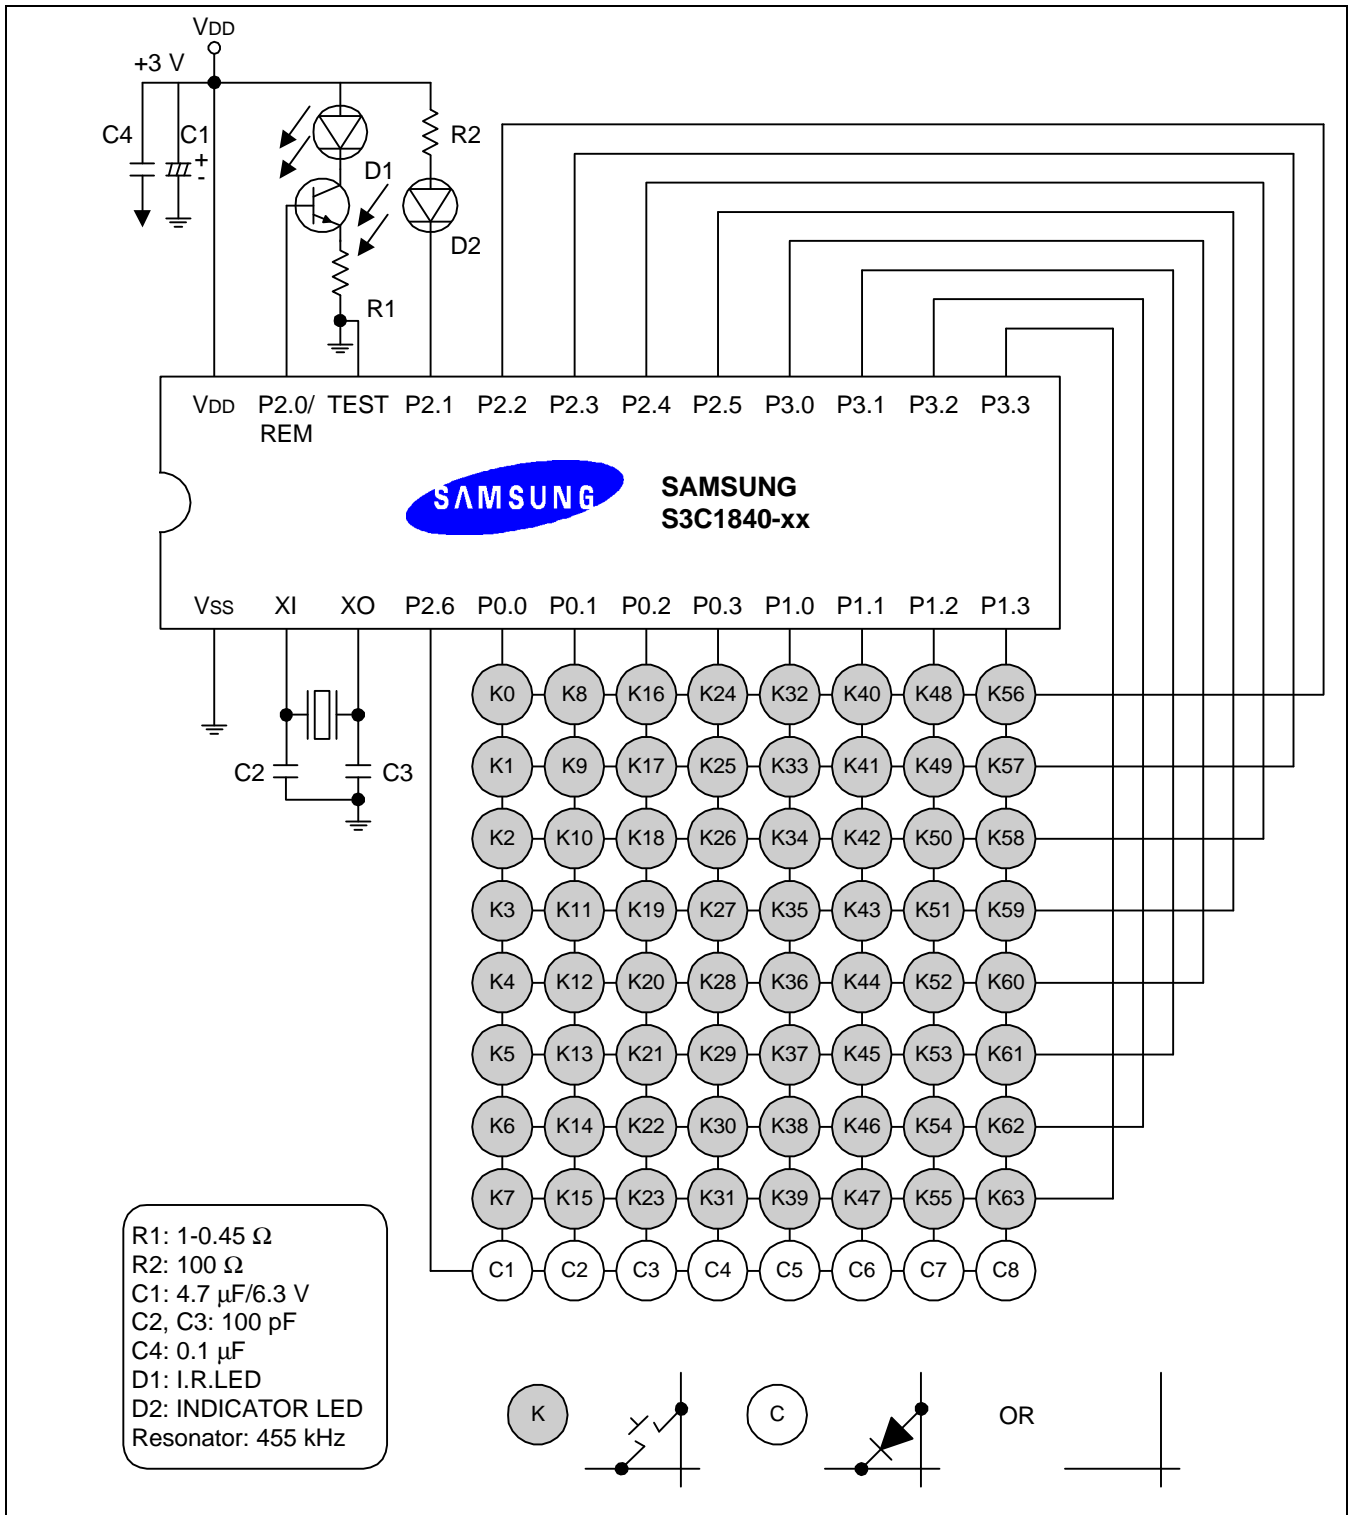 VDD
+3 V
C4 C1 R2
+
-
D1
D2
R1
VDD P2.0/ TEST P2.1 P2.2 P2.3 P2.4 P2.5 P3.0 P3.1 P3.2 P3.3
REM
SAMSUNG
SAMSUNG
S3C1840-xx
VSS XI XO P2.6 P0.0 P0.1 P0.2 P0.3 P1.0 P1.1 P1.2 P1.3
K0 K8 K16 K24 K32 K40 K48 K56
C2 C3
K1 K9 K17 K25 K33 K41 K49 K57
K2 K10 K18 K26 K34 K42 K50 K58
K3 K11 K19 K27 K35 K43 K51 K59
K4 K12 K20 K28 K36 K44 K52 K60
K5 K13 K21 K29 K37 K45 K53 K61
K6 K14 K22 K30 K38 K46 K54 K62
K7 K15 K23 K31 K39 K47 K55 K63
C1 C2 C3 C4 C5 C6 C7 C8
R1: 1-0.45 Ω
R2: 100 Ω
C1: 4.7 μF/6.3 V
C2, C3: 100 pF
C4: 0.1 μF
D1: I.R.LED
D2: INDICATOR LED
Resonator: 455 kHz
K C OR